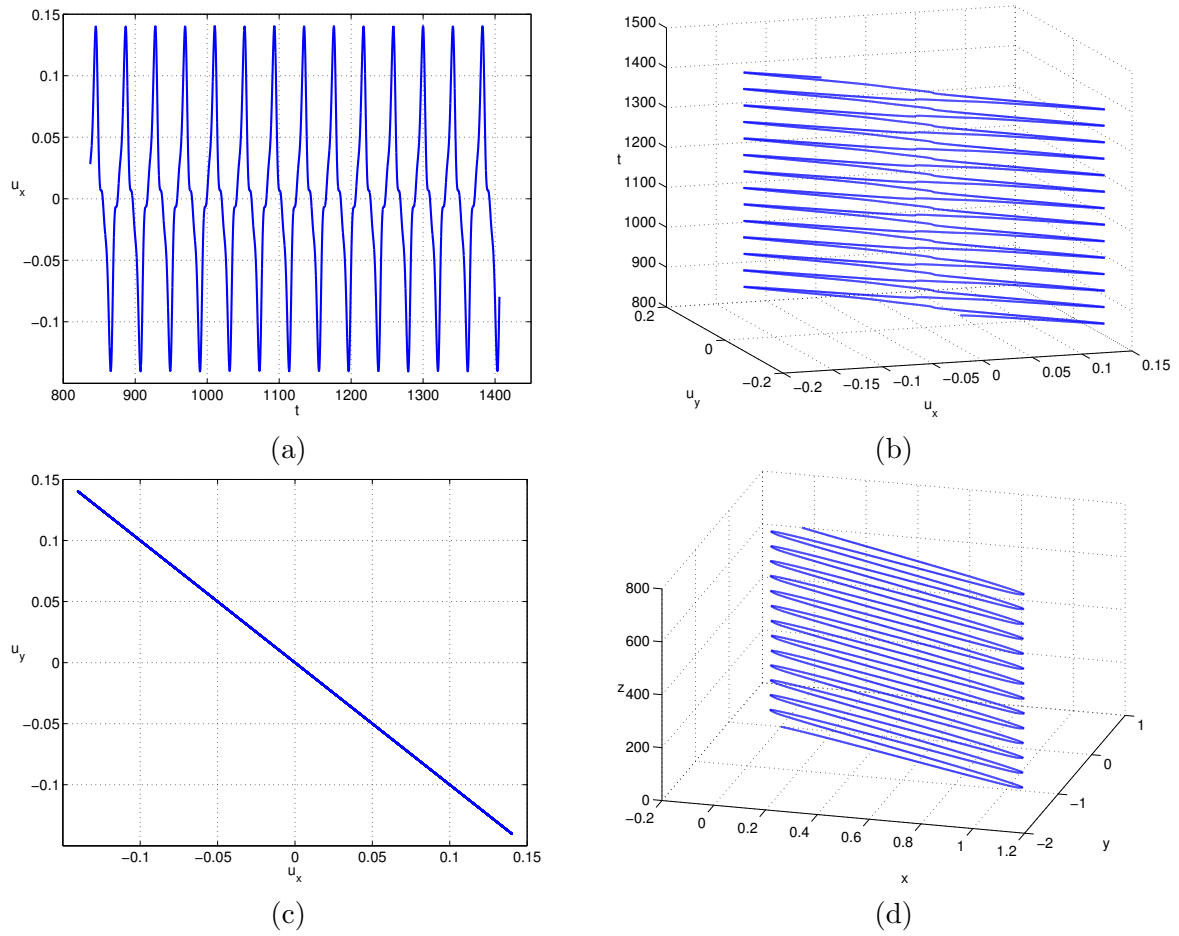 0.15
0.1
0.05
0
−0.05
−0.1
u_x
800 900 1000 1100 1200 1300 1400
t
(a)
1500
1400
1300
1200
1100
1000
900
800
t
0.2
0
−0.2
u_y
−0.2 −0.15 −0.1 −0.05 0 0.05 0.1 0.15
u_x
(b)
0.15
0.1
0.05
0
−0.05
−0.1
u_y
−0.1 −0.05 0 0.05 0.1 0.15
u_x
(c)
800
600
400
200
0
z
−0.2 0 0.2 0.4 0.6 0.8 1 1.2
x
1
0
−1
−2
y
(d)